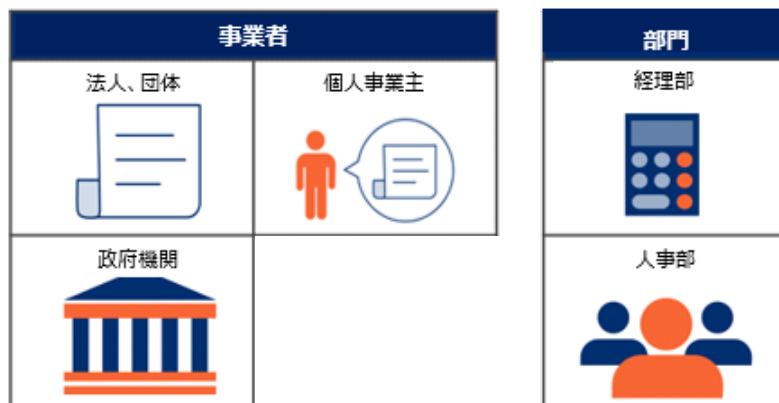 事業者
部門
法人、団体
個人事業主
経理部
政府機関
人事部